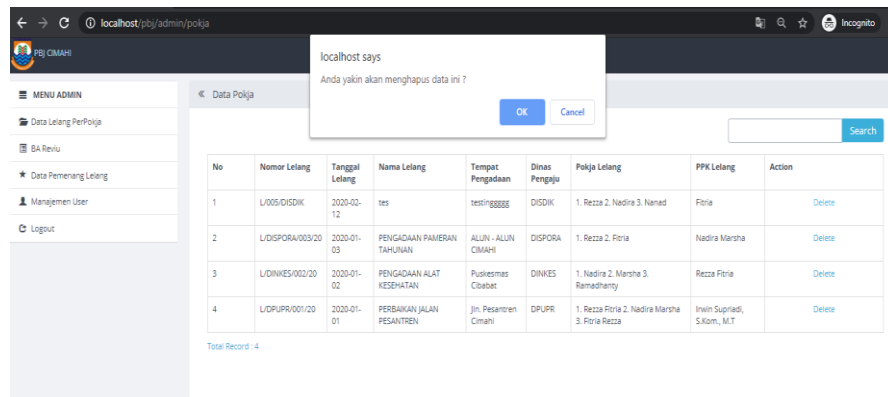 localhost/pbj/admin/pokja
Incognito
PBJ CIMAHI
localhost says
Anda yakin akan menghapus data ini ?
OK Cancel
MENU ADMIN
Data Lelang PerPokja
BA Reviu
Data Pemenang Lelang
Manajemen User
Logout
« Data Pokja
Search
No Nomor Lelang Tanggal Lelang Nama Lelang Tempat Pengadaan Dinas Pengaju Pokja Lelang PPK Lelang Action
1 L/005/DISDIK 2020-02-12 tes testinggggg DISDIK 1. Rezza 2. Nadira 3. Nanad Fitria Delete
2 L/DISPORA/003/20 2020-01-03 PENGADAAN PAMERAN TAHUNAN ALUN - ALUN CIMAHI DISPORA 1. Rezza 2. Fitria Nadira Marsha Delete
3 L/DINKES/002/20 2020-01-02 PENGADAAN ALAT KESEHATAN Puskesmas Cibabat DINKES 1. Nadira 2. Marsha 3. Ramadhanty Rezza Fitria Delete
4 L/DPUPR/001/20 2020-01-01 PERBAIKAN JALAN PESANTREN Jln. Pesantren Cimahi DPUPR 1. Rezza Fitria 2. Nadira Marsha 3. Fitria Rezza Irwin Supriadi, S.Kom., M.T Delete
Total Record : 4